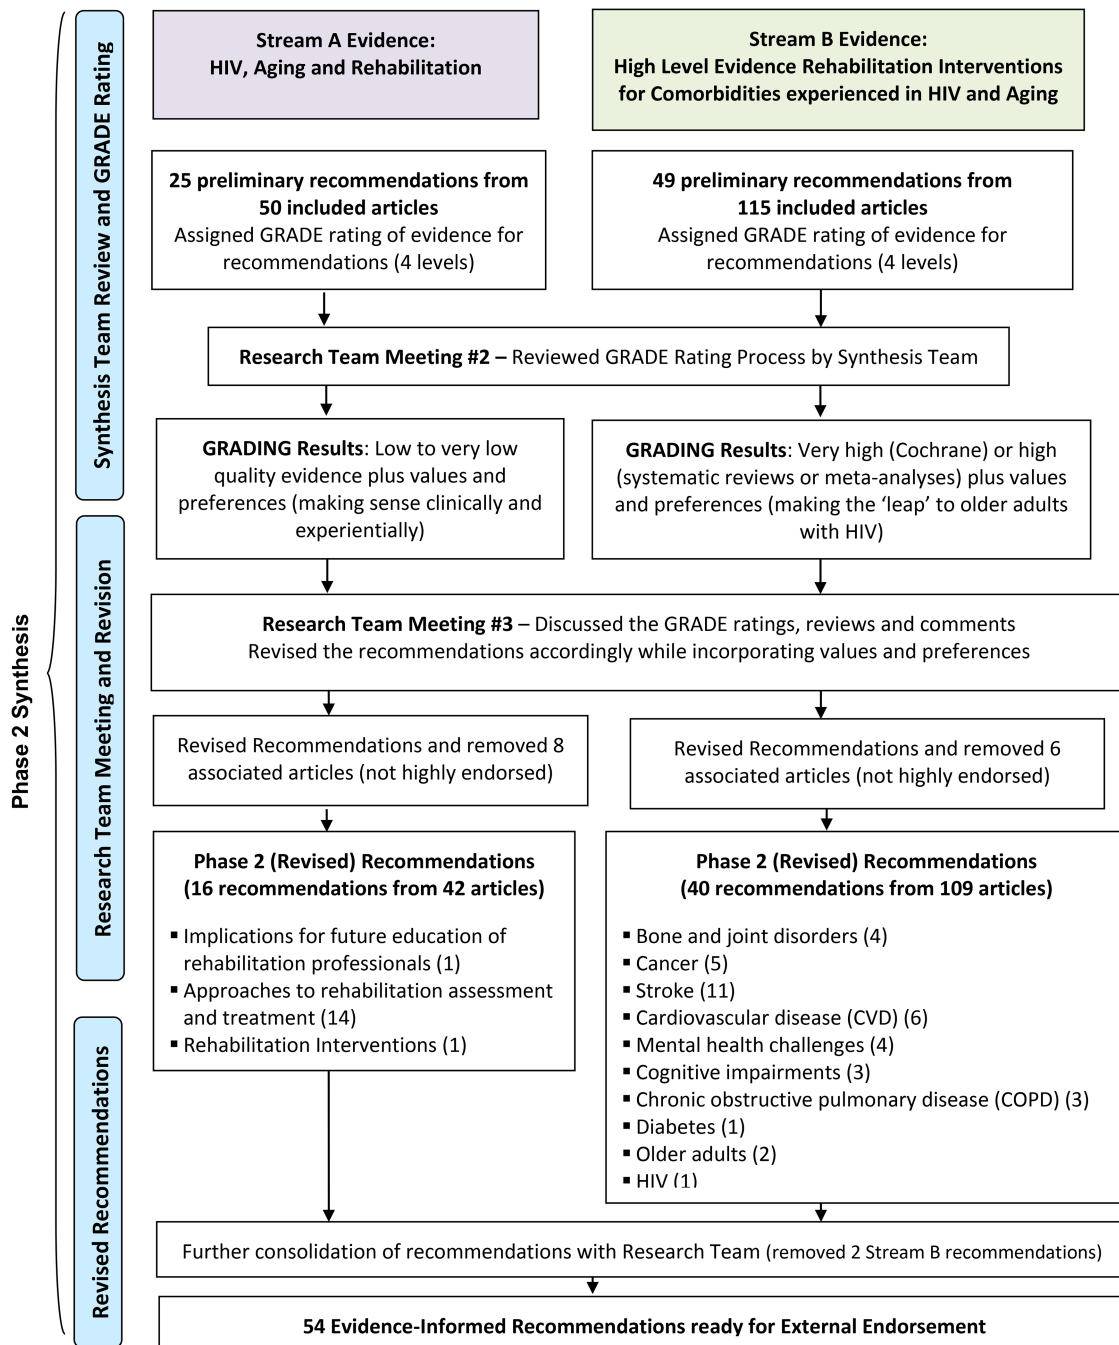 Phase 2 Synthesis
Synthesis Team Review and GRADE Rating
Research Team Meeting and Revision
Revised Recommendations
Stream A Evidence:
HIV, Aging and Rehabilitation
Stream B Evidence:
High Level Evidence Rehabilitation Interventions
for Comorbidities experienced in HIV and Aging
25 preliminary recommendations from
50 included articles
Assigned GRADE rating of evidence for
recommendations (4 levels)
49 preliminary recommendations from
115 included articles
Assigned GRADE rating of evidence for
recommendations (4 levels)
Research Team Meeting #2 – Reviewed GRADE Rating Process by Synthesis Team
GRADING Results: Low to very low
quality evidence plus values and
preferences (making sense clinically and
experientially)
GRADING Results: Very high (Cochrane) or high
(systematic reviews or meta-analyses) plus values
and preferences (making the ‘leap’ to older adults
with HIV)
Research Team Meeting #3 – Discussed the GRADE ratings, reviews and comments
Revised the recommendations accordingly while incorporating values and preferences
Revised Recommendations and removed 8
associated articles (not highly endorsed)
Revised Recommendations and removed 6
associated articles (not highly endorsed)
Phase 2 (Revised) Recommendations
(16 recommendations from 42 articles)
▪ Implications for future education of
rehabilitation professionals (1)
▪ Approaches to rehabilitation assessment
and treatment (14)
▪ Rehabilitation Interventions (1)
Phase 2 (Revised) Recommendations
(40 recommendations from 109 articles)
▪ Bone and joint disorders (4)
▪ Cancer (5)
▪ Stroke (11)
▪ Cardiovascular disease (CVD) (6)
▪ Mental health challenges (4)
▪ Cognitive impairments (3)
▪ Chronic obstructive pulmonary disease (COPD) (3)
▪ Diabetes (1)
▪ Older adults (2)
▪ HIV (1)
Further consolidation of recommendations with Research Team (removed 2 Stream B recommendations)
54 Evidence-Informed Recommendations ready for External Endorsement